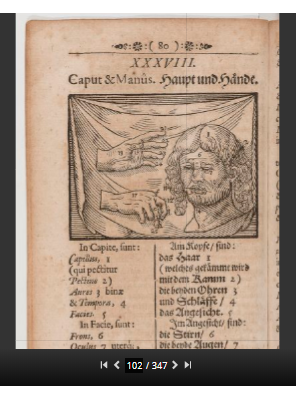 ( 80 )
XXXVIII.
Caput & Manûs. Haupt und Hände.
In Capite, sunt:
Capillus, 1
(qui pectitur
Pectine 2)
Aures 3 binæ
& Tempora, 4
Facies. 5
In Facie, sunt:
Frons, 6
Oculus 7
Am Kopfe/ sind:
das Haar 1
(welches gekämmt wird
mit dem Kamm 2)
die beyden Ohren 3
und Schläffe/ 4
das Angesicht. 5
Im Angesicht/ sind:
die Stirn/ 6
die beyde Augen/ 7
102 / 347